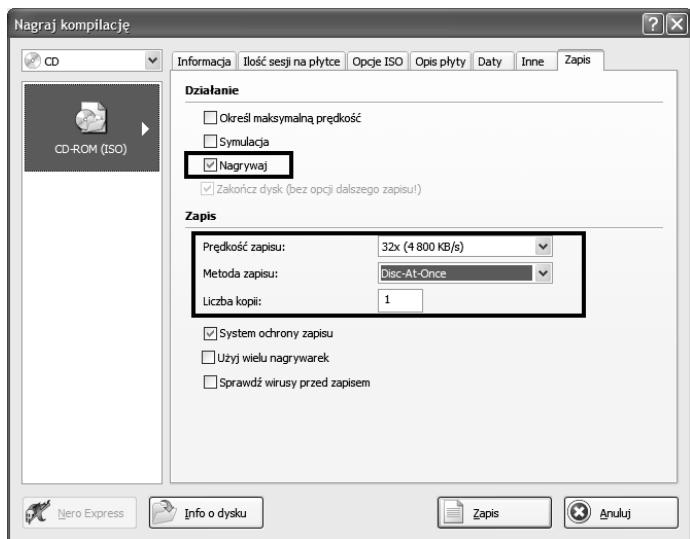 Nagraj kompilację
CD
Informacja Ilość sesji na płytce Opcje ISO Opis płyty Daty Inne Zapis
CD-ROM (ISO)
Działanie
Określ maksymalną prędkość
Symulacja
Nagrywaj
Zakończ dysk (bez opcji dalszego zapisu!)
Zapis
Prędkość zapisu: 32x (4 800 KB/s)
Metoda zapisu: Disc-At-Once
Liczba kopii: 1
System ochrony zapisu
Użyj wielu nagrywarek
Sprawdź wirusy przed zapisem
Nero Express Info o dysku Zapis Anuluj